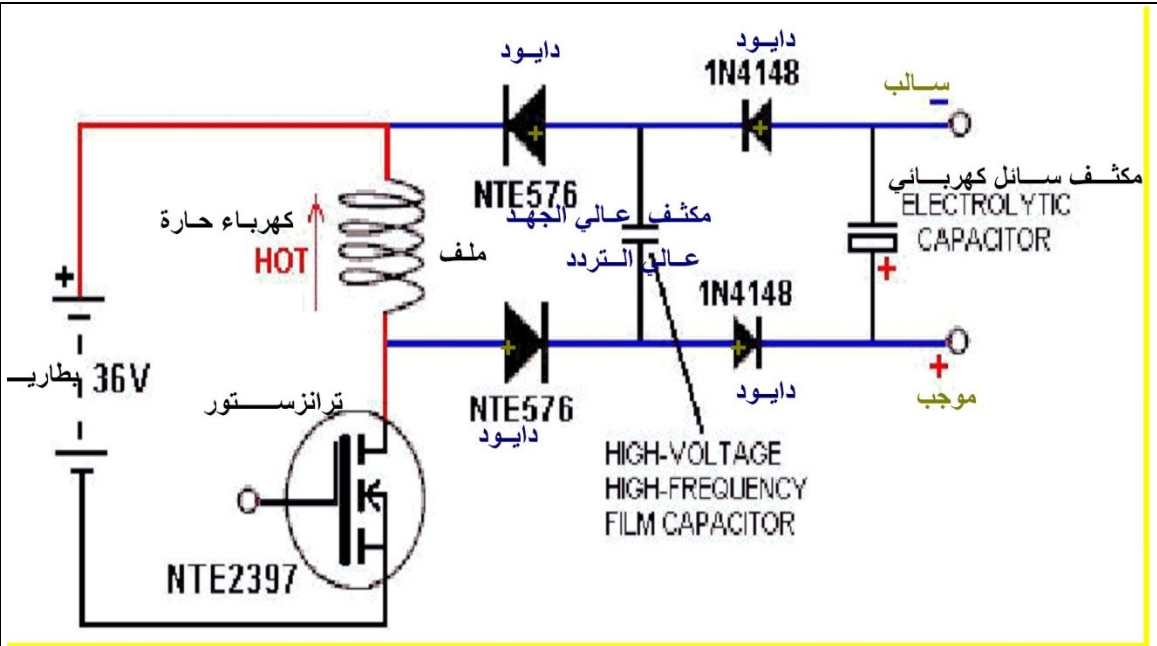 دايـود
دايـود
1N4148
سـالب
-
+
+
NTE576
مكثـف سـائل كهربـائي
ELECTROLYTIC
CAPACITOR
+
كهربـاء حـارة
HOT
ملـف
مكثـف عـالي الجهـد
عـالي الـتردد
+
1N4148
+
+
+
موجب
بطاريـ
36V
ترانزسـتور
NTE576
دايـود
دايـود
HIGH-VOLTAGE
HIGH-FREQUENCY
FILM CAPACITOR
NTE2397